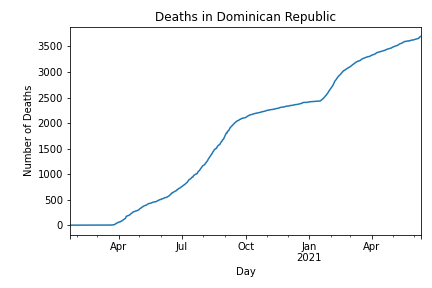 Deaths in Dominican Republic
Number of Deaths
3500
3000
2500
2000
1500
1000
500
0
Apr
Jul
Oct
Jan
2021
Apr
Day